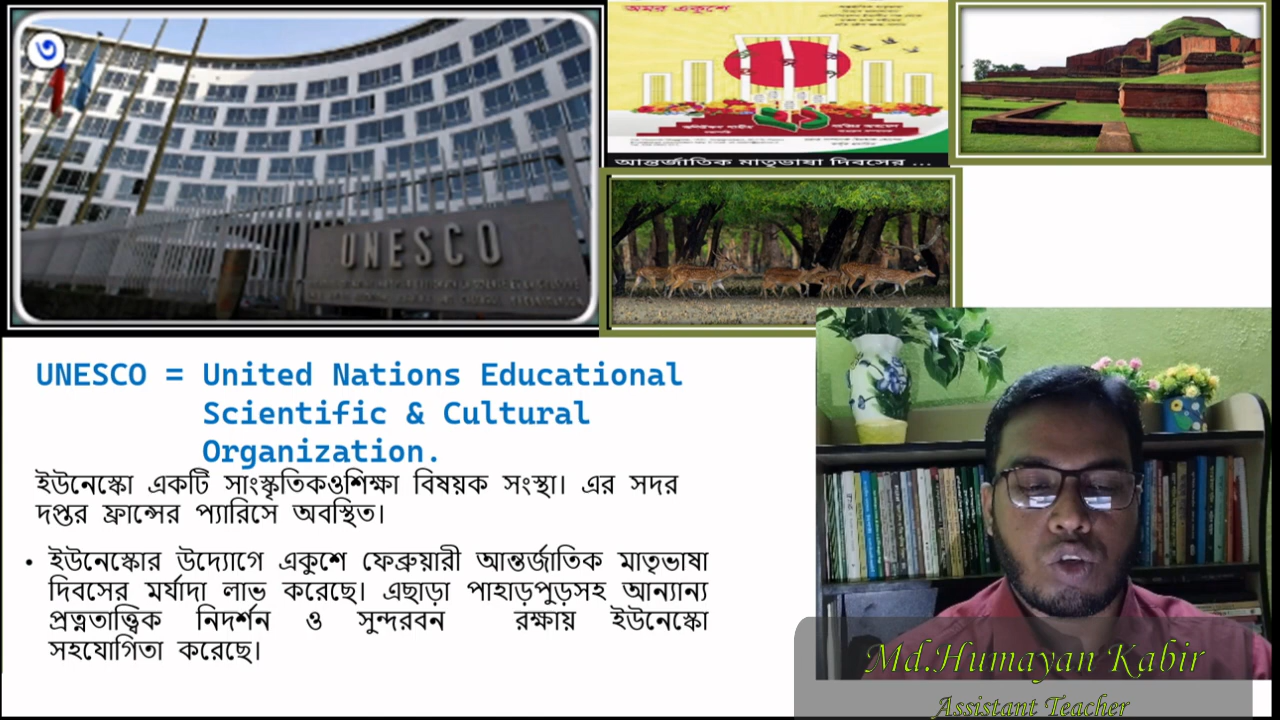 ৩
UNESCO
অমর একুশে
আন্তর্জাতিক মাতৃভাষা দিবসের ...
UNESCO = United Nations Educational
Scientific & Cultural
Organization.
ইউনেস্কো একটি সাংস্কৃতিকওশিক্ষা বিষয়ক সংস্থা। এর সদর
দপ্তর ফ্রান্সের প্যারিসে অবস্থিত।
• ইউনেস্কোর উদ্যোগে একুশে ফেব্রুয়ারী আন্তর্জাতিক মাতৃভাষা
দিবসের মর্যাদা লাভ করেছে। এছাড়া পাহাড়পুড়সহ আন্যান্য
প্রত্নতাত্ত্বিক নিদর্শন ও সুন্দরবন রক্ষায় ইউনেস্কো
সহযোগিতা করেছে।
Md.Humayan Kabir
Assistant Teacher